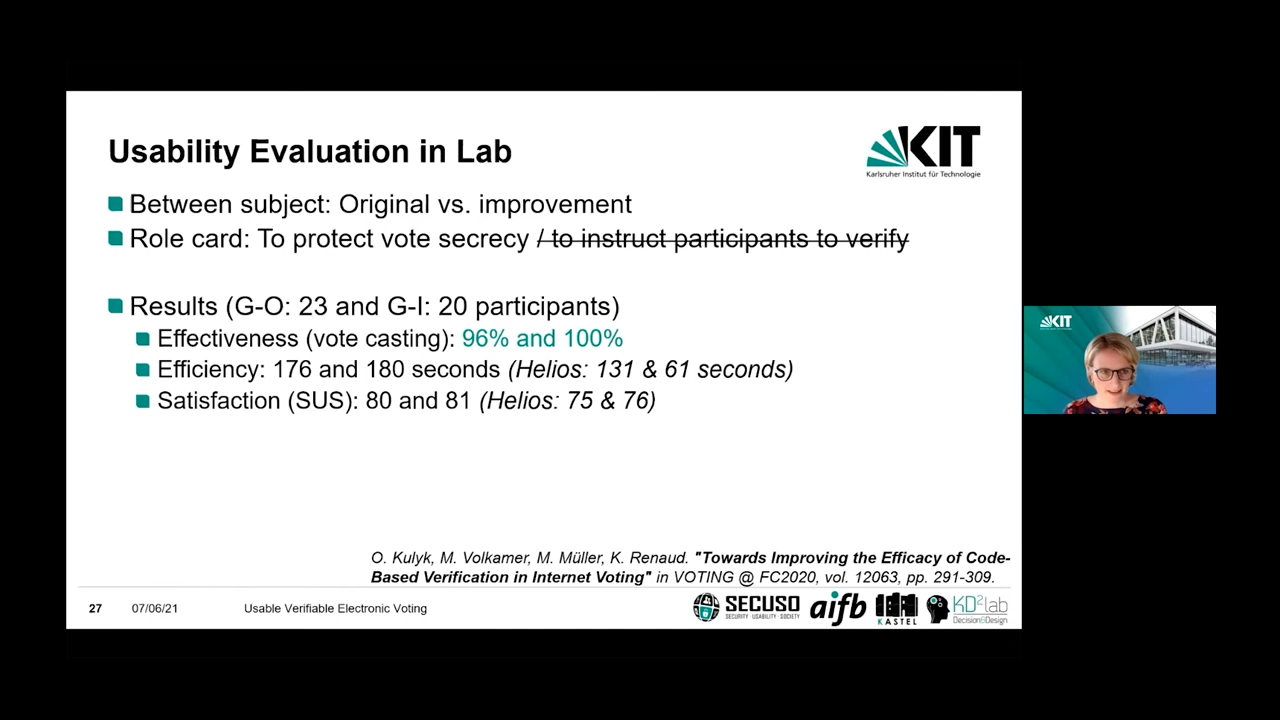 Usability Evaluation in Lab
KIT
Karlsruher Institut für Technologie
Between subject: Original vs. improvement
Role card: To protect vote secrecy / to instruct participants to verify
Results (G-O: 23 and G-I: 20 participants)
Effectiveness (vote casting): 96% and 100%
Efficiency: 176 and 180 seconds (Helios: 131 & 61 seconds)
Satisfaction (SUS): 80 and 81 (Helios: 75 & 76)
KIT
O. Kulyk, M. Volkamer, M. Müller, K. Renaud. "Towards Improving the Efficacy of Code-
Based Verification in Internet Voting" in VOTING @ FC2020, vol. 12063, pp. 291-309.
27 07/06/21 Usable Verifiable Electronic Voting
SECUSO
SECURITY · USABILITY · SOCIETY
aifb
KASTEL
KD²lab
Decision&Design